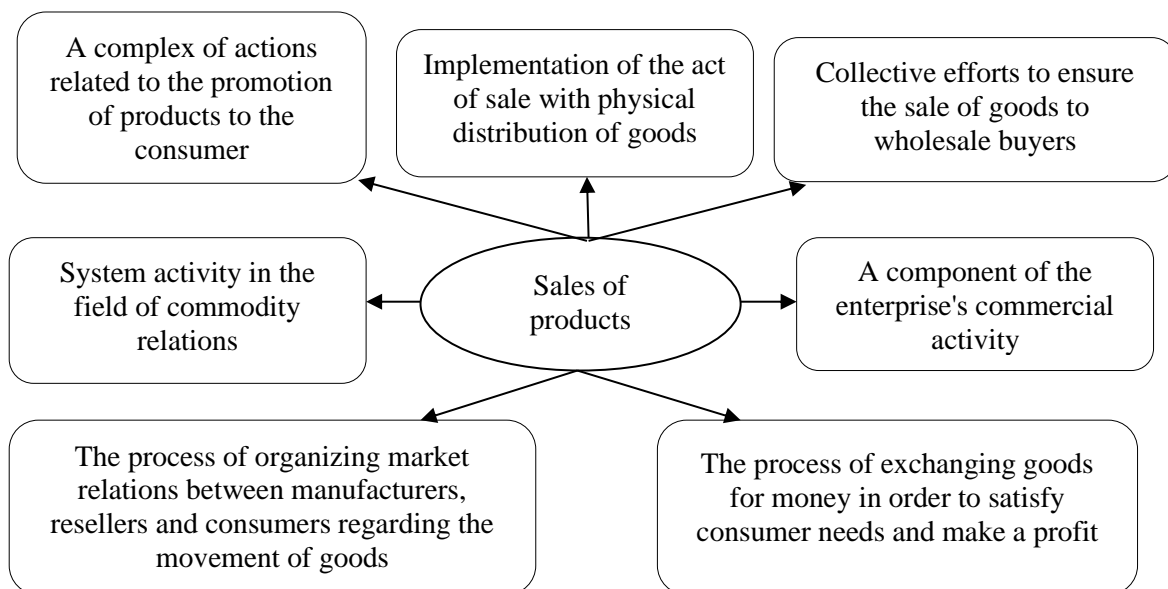 A complex of actions
related to the promotion
of products to the
consumer
Implementation of the act
of sale with physical
distribution of goods
Collective efforts to ensure
the sale of goods to
wholesale buyers
System activity in the
field of commodity
relations
Sales of
products
A component of the
enterprise's commercial
activity
The process of organizing market
relations between manufacturers,
resellers and consumers regarding the
movement of goods
The process of exchanging goods
for money in order to satisfy
consumer needs and make a profit